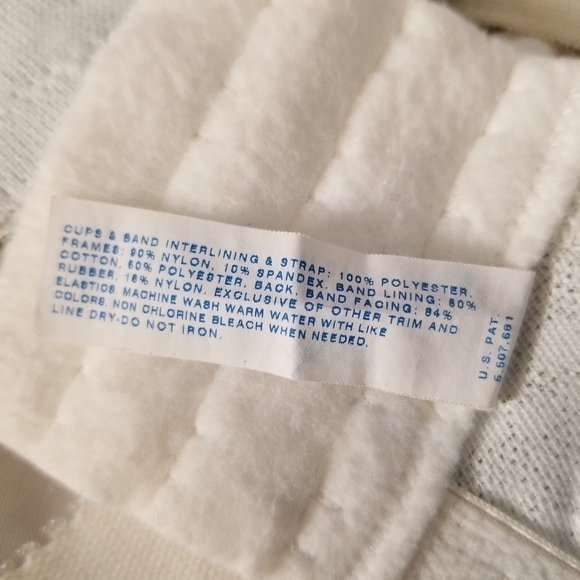 CUPS & BAND INTERLINING & STRAP: 100% POLYESTER.
FRAMES: 90% NYLON, 10% SPANDEX. BAND LINING: 60%
COTTON, 60% POLYESTER. BACK, BAND FACING: 84%
RUBBER, 16% NYLON. EXCLUSIVE OF OTHER TRIM AND
ELASTICS. MACHINE WASH WARM WATER WITH LIKE
COLORS. NON CHLORINE BLEACH WHEN NEEDED.
LINE DRY-DO NOT IRON.
U.S. PAT.
5,507,681